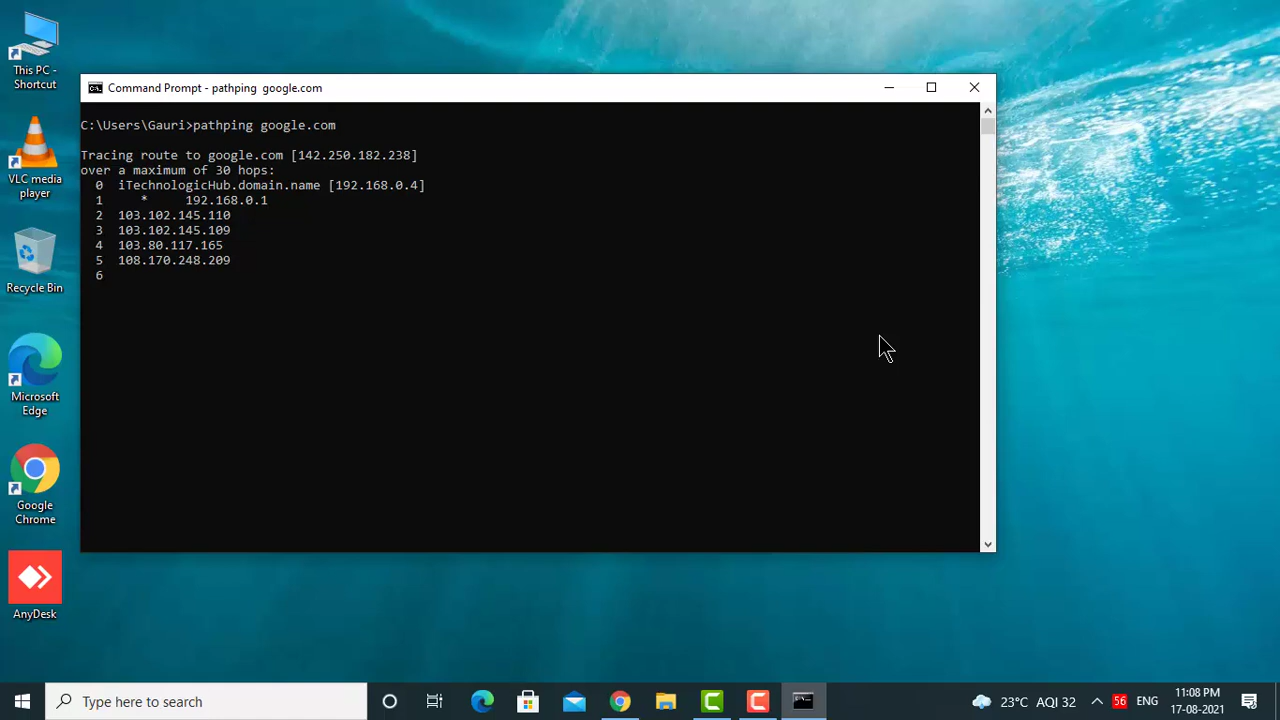 This PC -
Shortcut
VLC media
player
Recycle Bin
Microsoft
Edge
Google
Chrome
AnyDesk
Command Prompt - pathping  google.com
C:\Users\Gauri>pathping google.com
Tracing route to google.com [142.250.182.238]
over a maximum of 30 hops:
  0  iTechnologicHub.domain.name [192.168.0.4]
  1     *     192.168.0.1
  2  103.102.145.110
  3  103.102.145.109
  4  103.80.117.165
  5  108.170.248.209
  6
Type here to search
23°C AQI 32
56
ENG
11:08 PM
17-08-2021